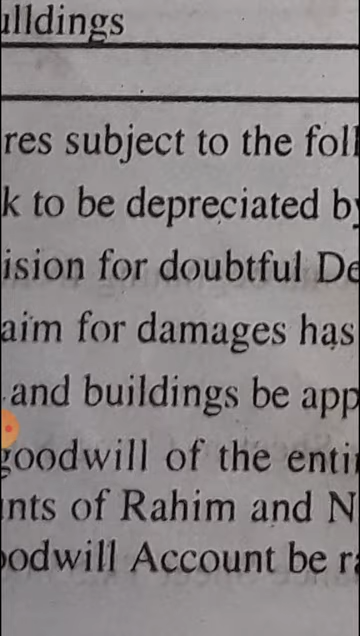 ildings
res subject to the foll
k to be depreciated by
ision for doubtful De
aim for damages has
and buildings be app
goodwill of the enti
nts of Rahim and N
odwill Account be ra